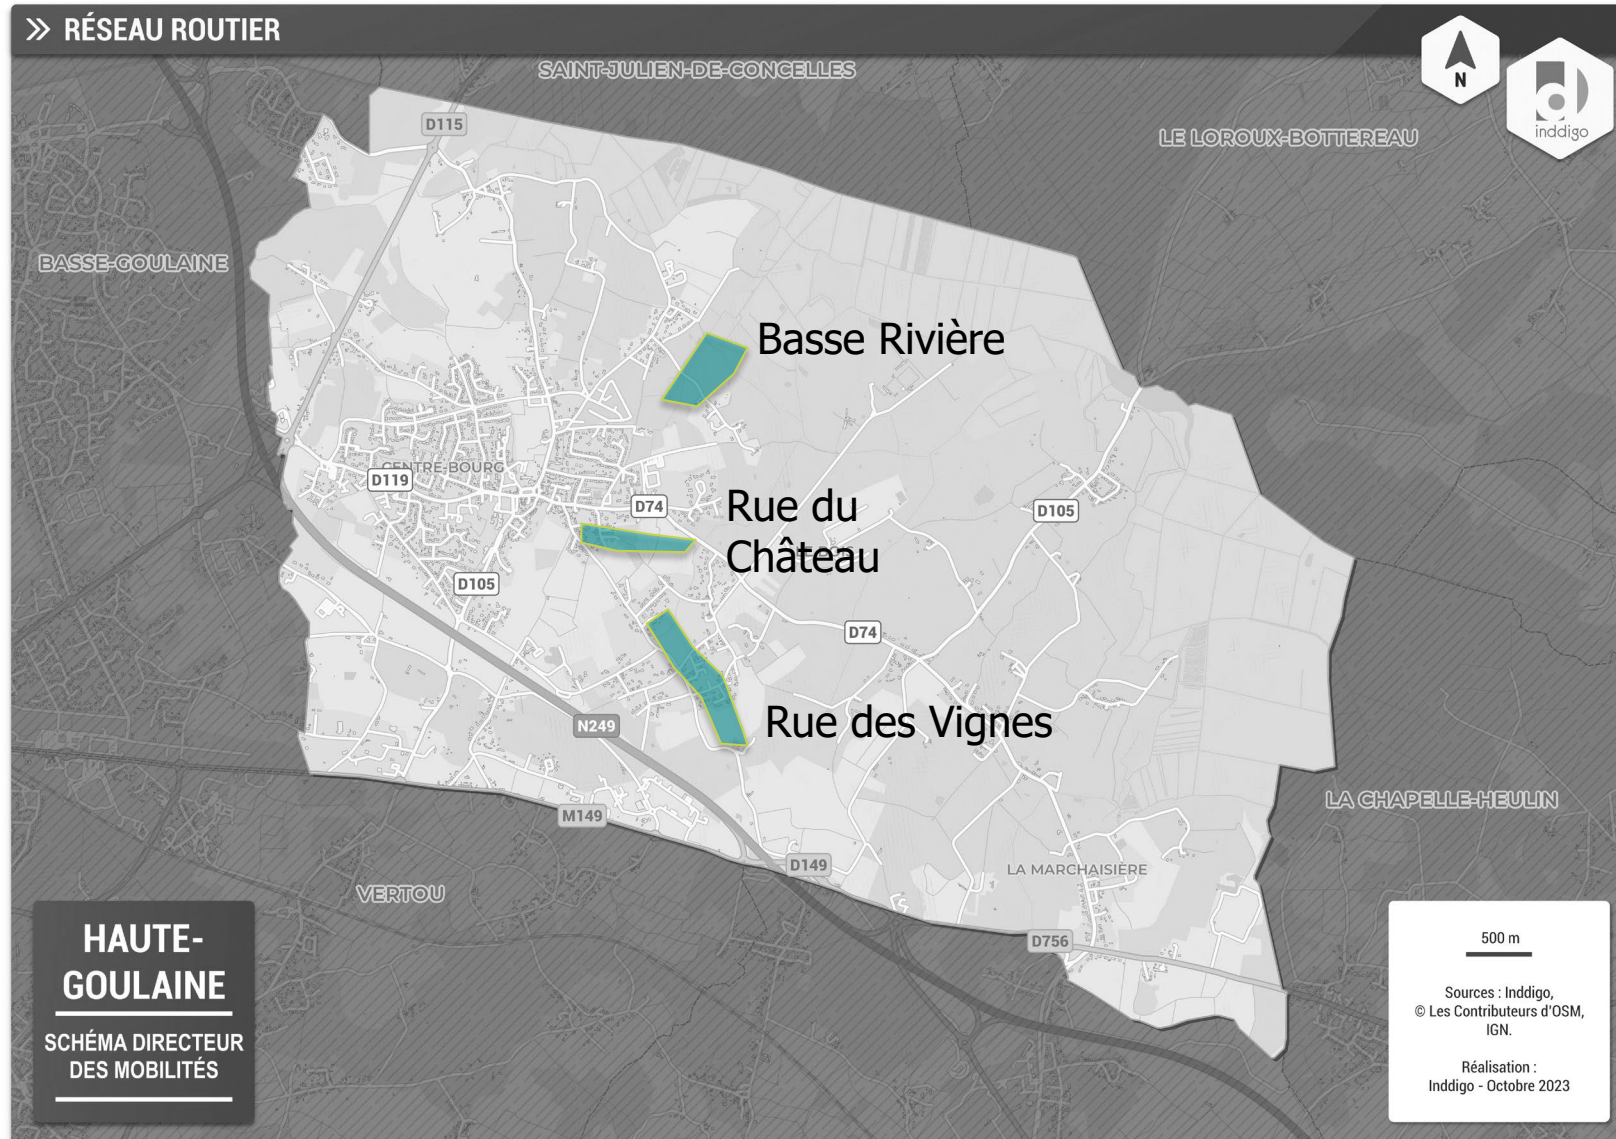 RÉSEAU ROUTIER
N
inddigo
SAINT-JULIEN-DE-CONCELLES
LE LOROUX-BOTTEREAU
D115
BASSE-GOULAINE
Basse Rivière
CENTRE-BOURG
D119
D74
Rue du
Château
D105
D105
D74
Rue des Vignes
N249
M149
LA CHAPELLE-HEULIN
D149
LA MARCHAISIÈRE
VERTOU
D756
HAUTE-
GOULAINE
SCHÉMA DIRECTEUR
DES MOBILITÉS
500 m
Sources : Inddigo,
© Les Contributeurs d'OSM,
IGN.
Réalisation :
Inddigo - Octobre 2023